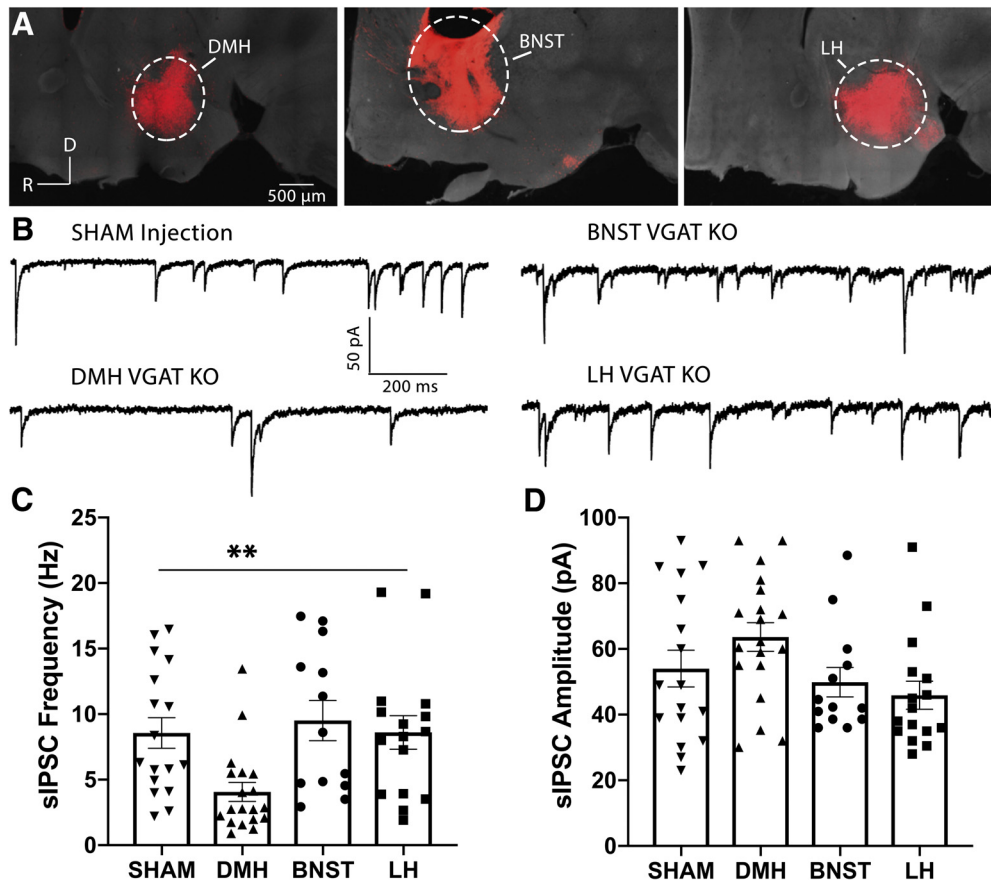 A
DMH
BNST
LH
D
R
500 µm
B
SHAM Injection
BNST VGAT KO
50 pA
200 ms
DMH VGAT KO
LH VGAT KO
C
D
sIPSC Frequency (Hz)
25
20
15
10
5
0
**
SHAM DMH BNST LH
sIPSC Amplitude (pA)
100
80
60
40
20
0
SHAM DMH BNST LH